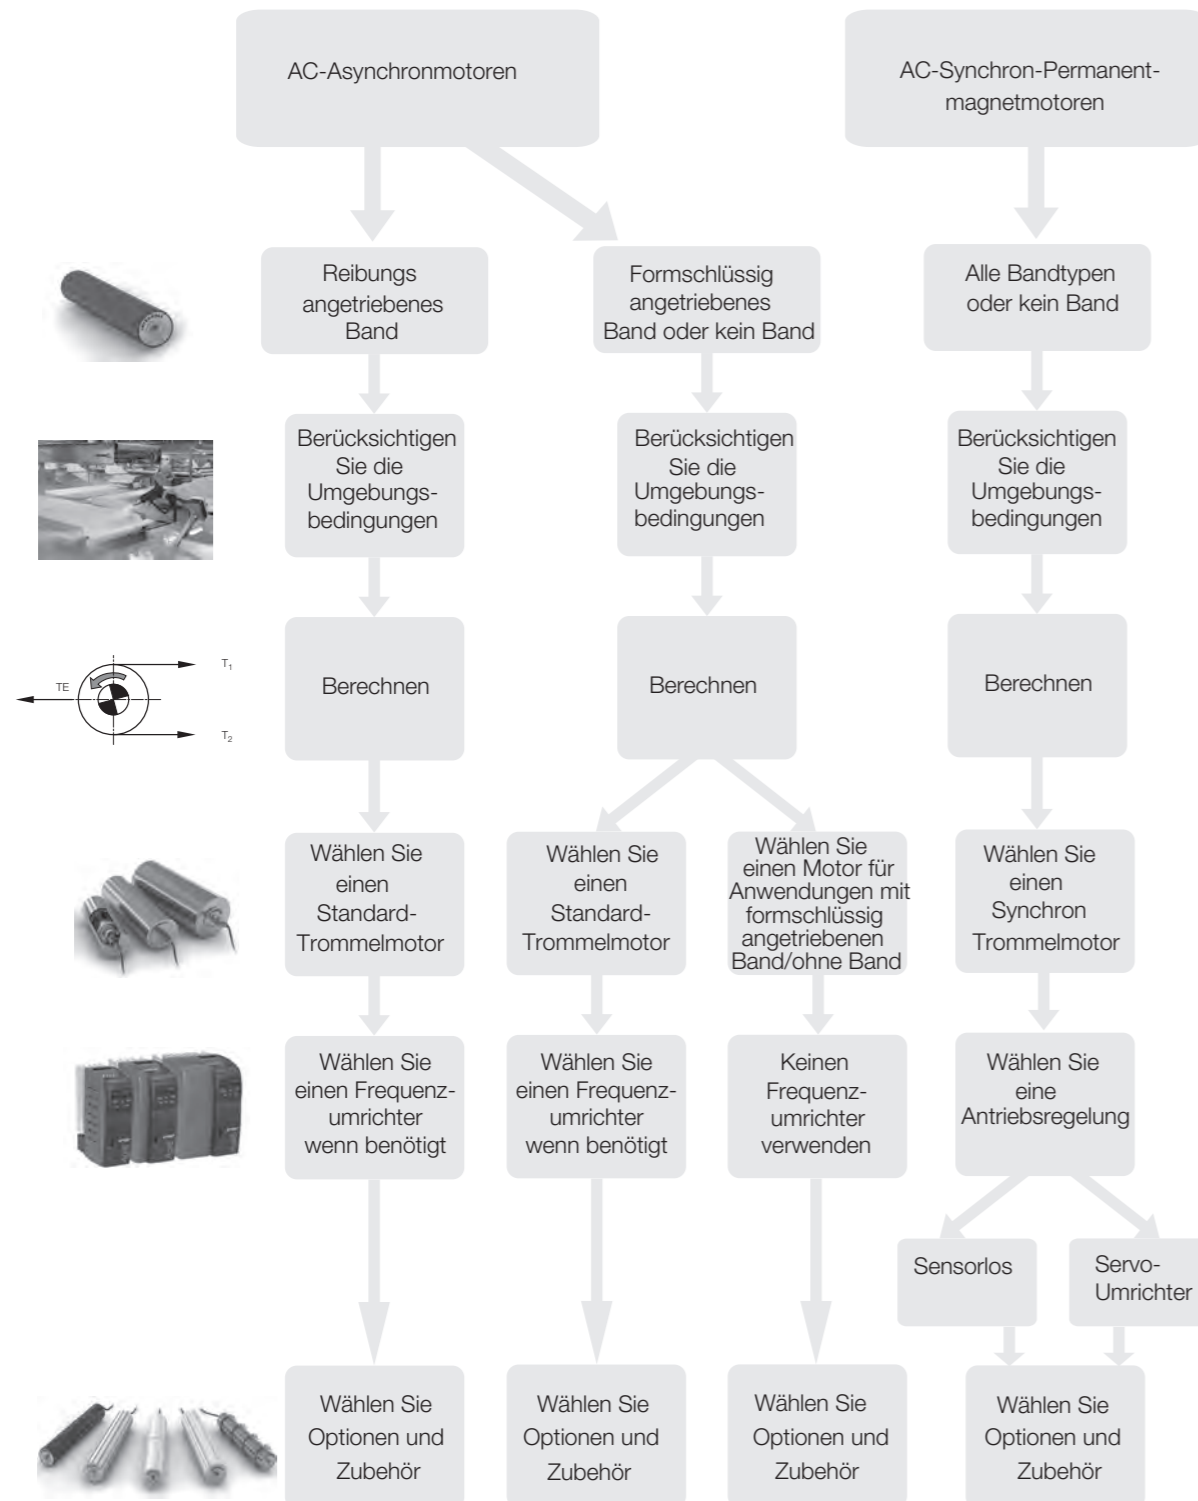 AC-Asynchronmotoren
AC-Synchron-Permanent-
magnetmotoren
Reibungs
angetriebenes
Band
Formschlüssig
angetriebenes
Band oder kein Band
Alle Bandtypen
oder kein Band
Berücksichtigen
Sie die
Umgebungs-
bedingungen
Berücksichtigen
Sie die
Umgebungs-
bedingungen
Berücksichtigen
Sie die
Umgebungs-
bedingungen
TE
T1
T2
Berechnen
Berechnen
Berechnen
Wählen Sie
einen
Standard-
Trommelmotor
Wählen Sie
einen
Standard-
Trommelmotor
Wählen Sie
einen Motor für
Anwendungen mit
formschlüssig
angetriebenen
Band/ohne Band
Wählen Sie
einen
Synchron
Trommelmotor
Wählen Sie
einen Frequenz-
umrichter
wenn benötigt
Wählen Sie
einen Frequenz-
umrichter
wenn benötigt
Keinen
Frequenz-
umrichter
verwenden
Wählen Sie
eine
Antriebsregelung
Sensorlos
Servo-
Umrichter
Wählen Sie
Optionen und
Zubehör
Wählen Sie
Optionen und
Zubehör
Wählen Sie
Optionen und
Zubehör
Wählen Sie
Optionen und
Zubehör